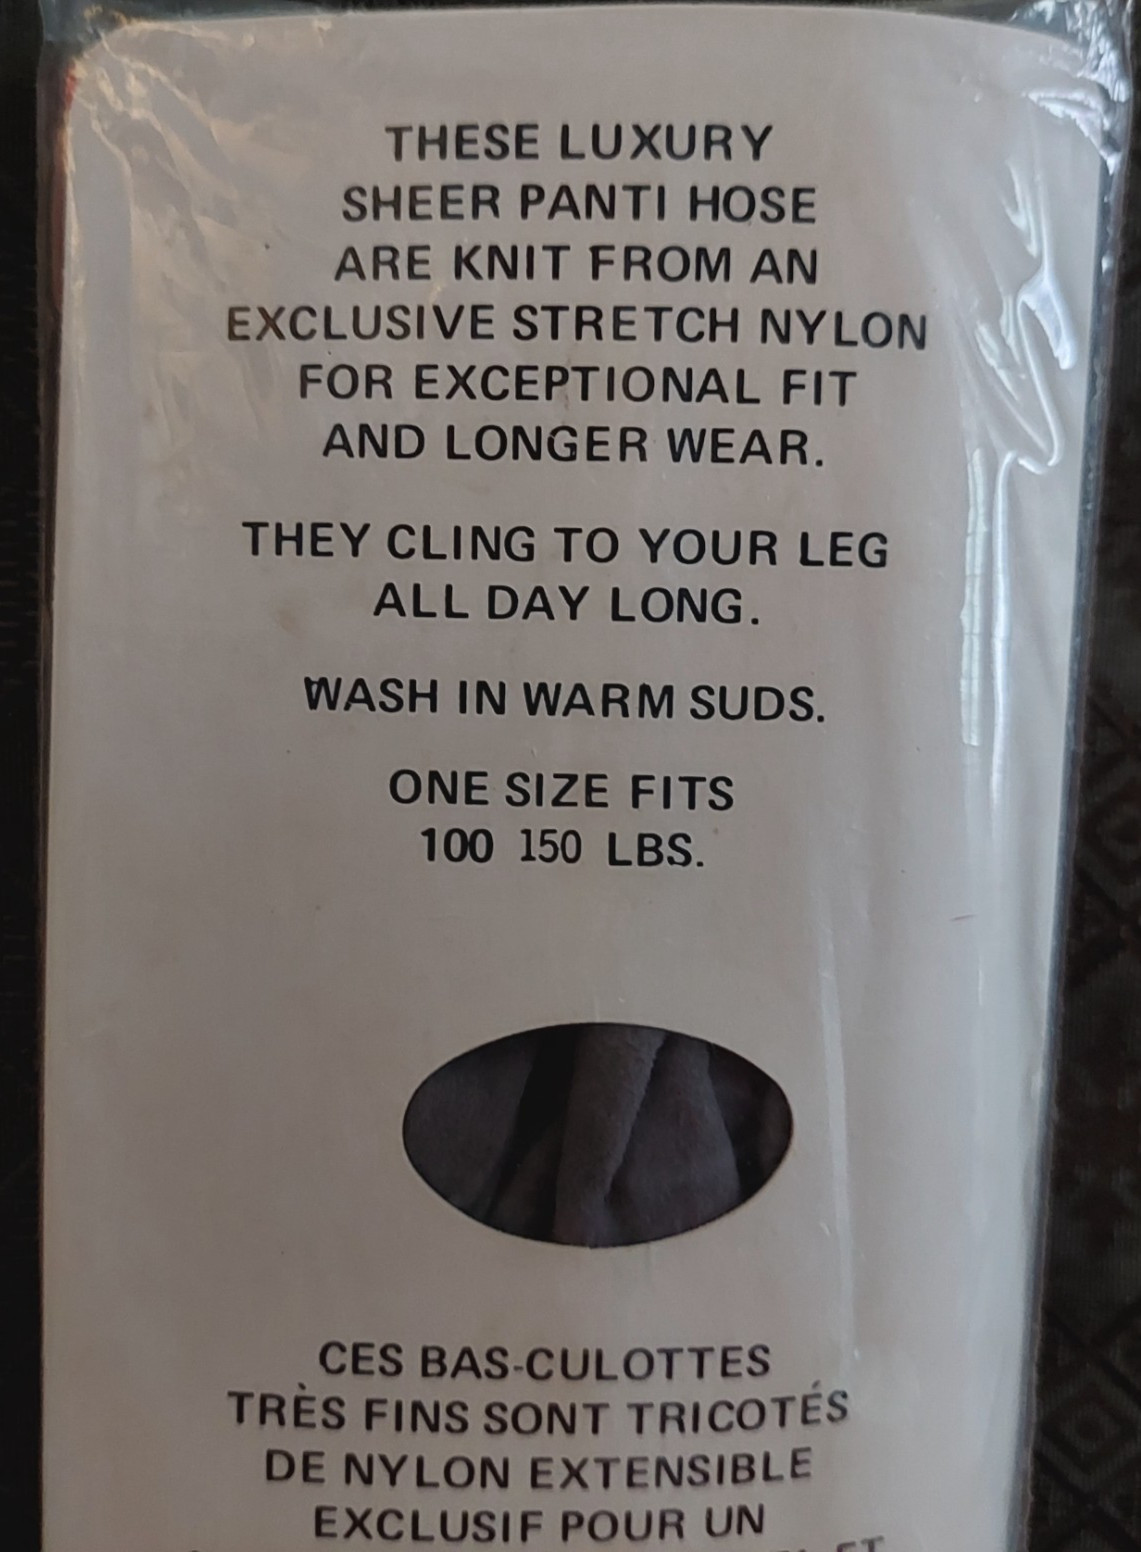 THESE LUXURY
SHEER PANTI HOSE
ARE KNIT FROM AN
EXCLUSIVE STRETCH NYLON
FOR EXCEPTIONAL FIT
AND LONGER WEAR.
THEY CLING TO YOUR LEG
ALL DAY LONG.
WASH IN WARM SUDS.
ONE SIZE FITS
100 150 LBS.
CES BAS-CULOTTES
TRÈS FINS SONT TRICOTÉS
DE NYLON EXTENSIBLE
EXCLUSIF POUR UN
ET